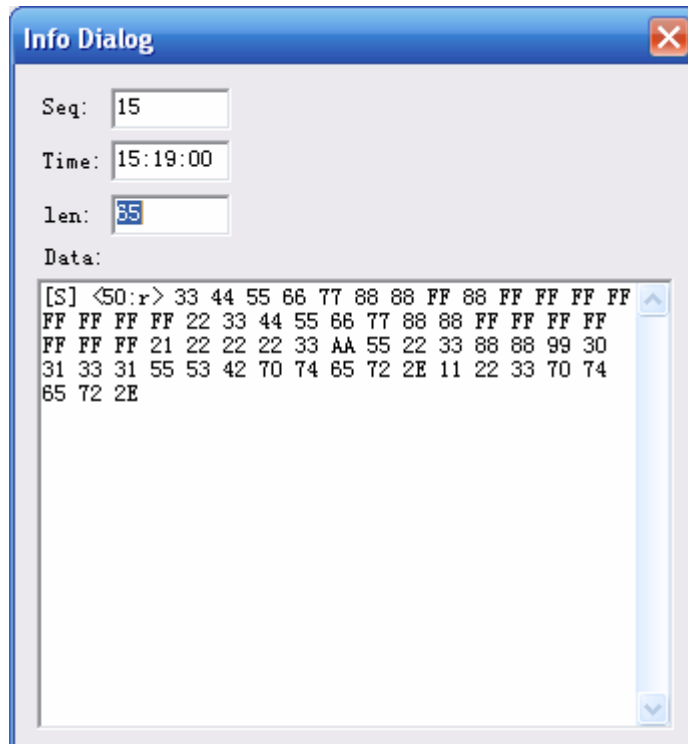 Info Dialog
Seq: 15
Time: 15:19:00
len: 65
Data:
[S] <50:r> 33 44 55 66 77 88 88 FF 88 FF FF FF FF
FF FF FF FF 22 33 44 55 66 77 88 88 FF FF FF FF
FF FF FF 21 22 22 22 33 AA 55 22 33 88 88 99 30
31 33 31 55 53 42 70 74 65 72 2E 11 22 33 70 74
65 72 2E